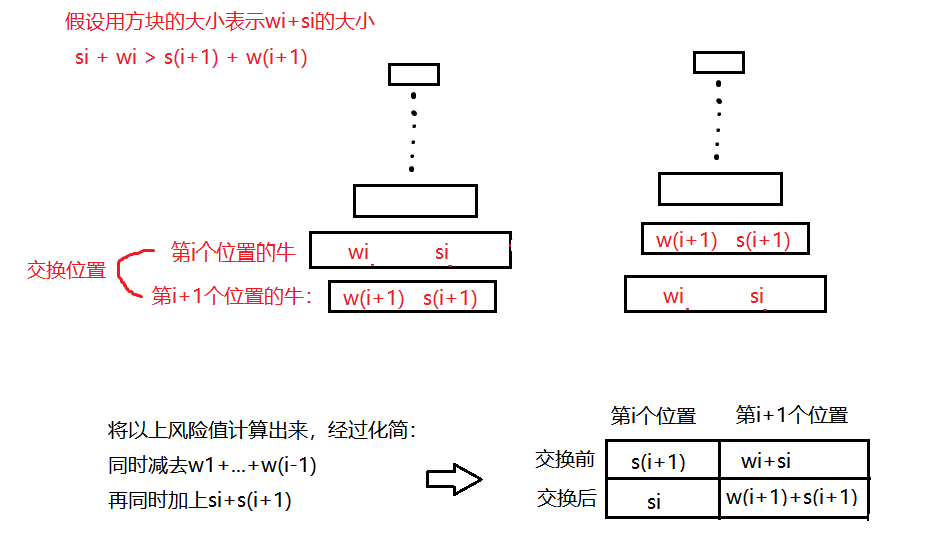 假设用方块的大小表示wi+si的大小
si + wi > s(i+1) + w(i+1)
交换位置
第i个位置的牛
wi si
第i+1个位置的牛：
w(i+1) s(i+1)
w(i+1) s(i+1)
wi si
将以上风险值计算出来，经过化简：
同时减去w1+...+w(i-1)
再同时加上si+s(i+1)
第i个位置 第i+1个位置
交换前 s(i+1) wi+si
交换后 si w(i+1)+s(i+1)